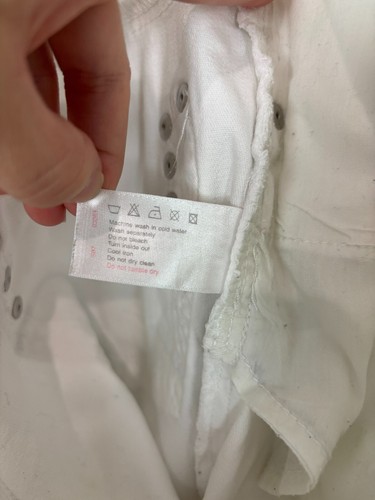 Machine wash in cold water
Wash separately
Do not bleach
Turn inside out
Cool iron
Do not dry clean
Do not tumble dry